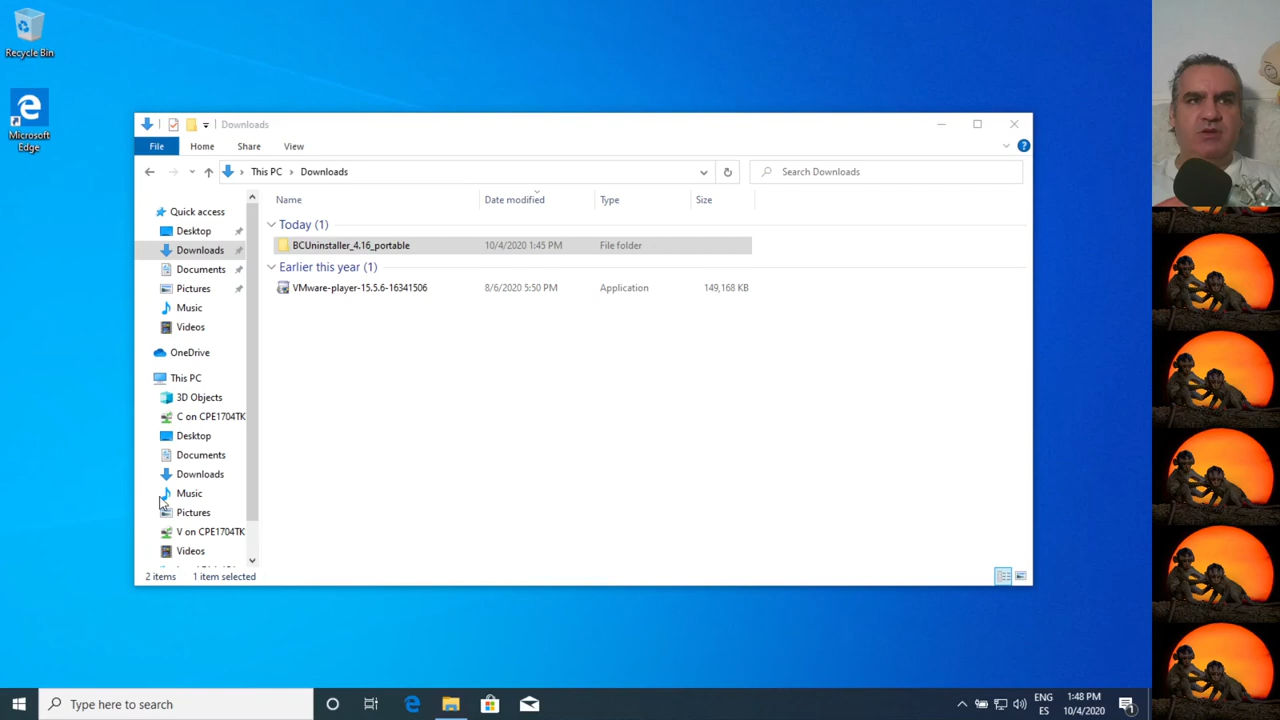 Recycle Bin
Microsoft
Edge
Downloads
File Home Share View
This PC Downloads
Search Downloads
Name Date modified Type Size
Quick access
Desktop
Downloads
Documents
Pictures
Music
Videos
OneDrive
This PC
3D Objects
C on CPE1704TK
Desktop
Documents
Downloads
Music
Pictures
V on CPE1704TK
Videos
Today (1)
BCUninstaller_4.16_portable 10/4/2020 1:45 PM File folder
Earlier this year (1)
VMware-player-15.5.6-16341506 8/6/2020 5:50 PM Application 149,168 KB
2 items 1 item selected
Type here to search
ENG
ES
1:48 PM
10/4/2020
1